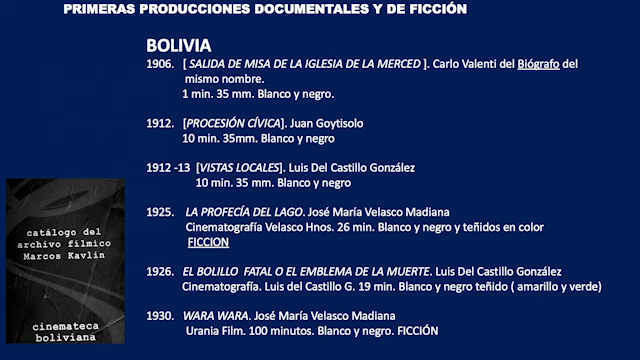 PRIMERAS PRODUCCIONES DOCUMENTALES Y DE FICCIÓN
BOLIVIA
1906. [ SALIDA DE MISA DE LA IGLESIA DE LA MERCED ]. Carlo Valenti del Biógrafo del
mismo nombre.
1 min. 35 mm. Blanco y negro.
1912. [PROCESIÓN CÍVICA]. Juan Goytisolo
10 min. 35mm. Blanco y negro
1912 -13 [VISTAS LOCALES]. Luis Del Castillo González
10 min. 35 mm. Blanco y negro
1925. LA PROFECÍA DEL LAGO. José María Velasco Madiana
Cinematografía Velasco Hnos. 26 min. Blanco y negro y teñidos en color
FICCION
1926. EL BOLILLO FATAL O EL EMBLEMA DE LA MUERTE. Luis Del Castillo González
Cinematografía. Luis del Castillo G. 19 min. Blanco y negro teñido ( amarillo y verde)
1930. WARA WARA. José María Velasco Madiana
Urania Film. 100 minutos. Blanco y negro. FICCIÓN
catálogo del
archivo fílmico
Marcos Kavlin
cinemateca
boliviana